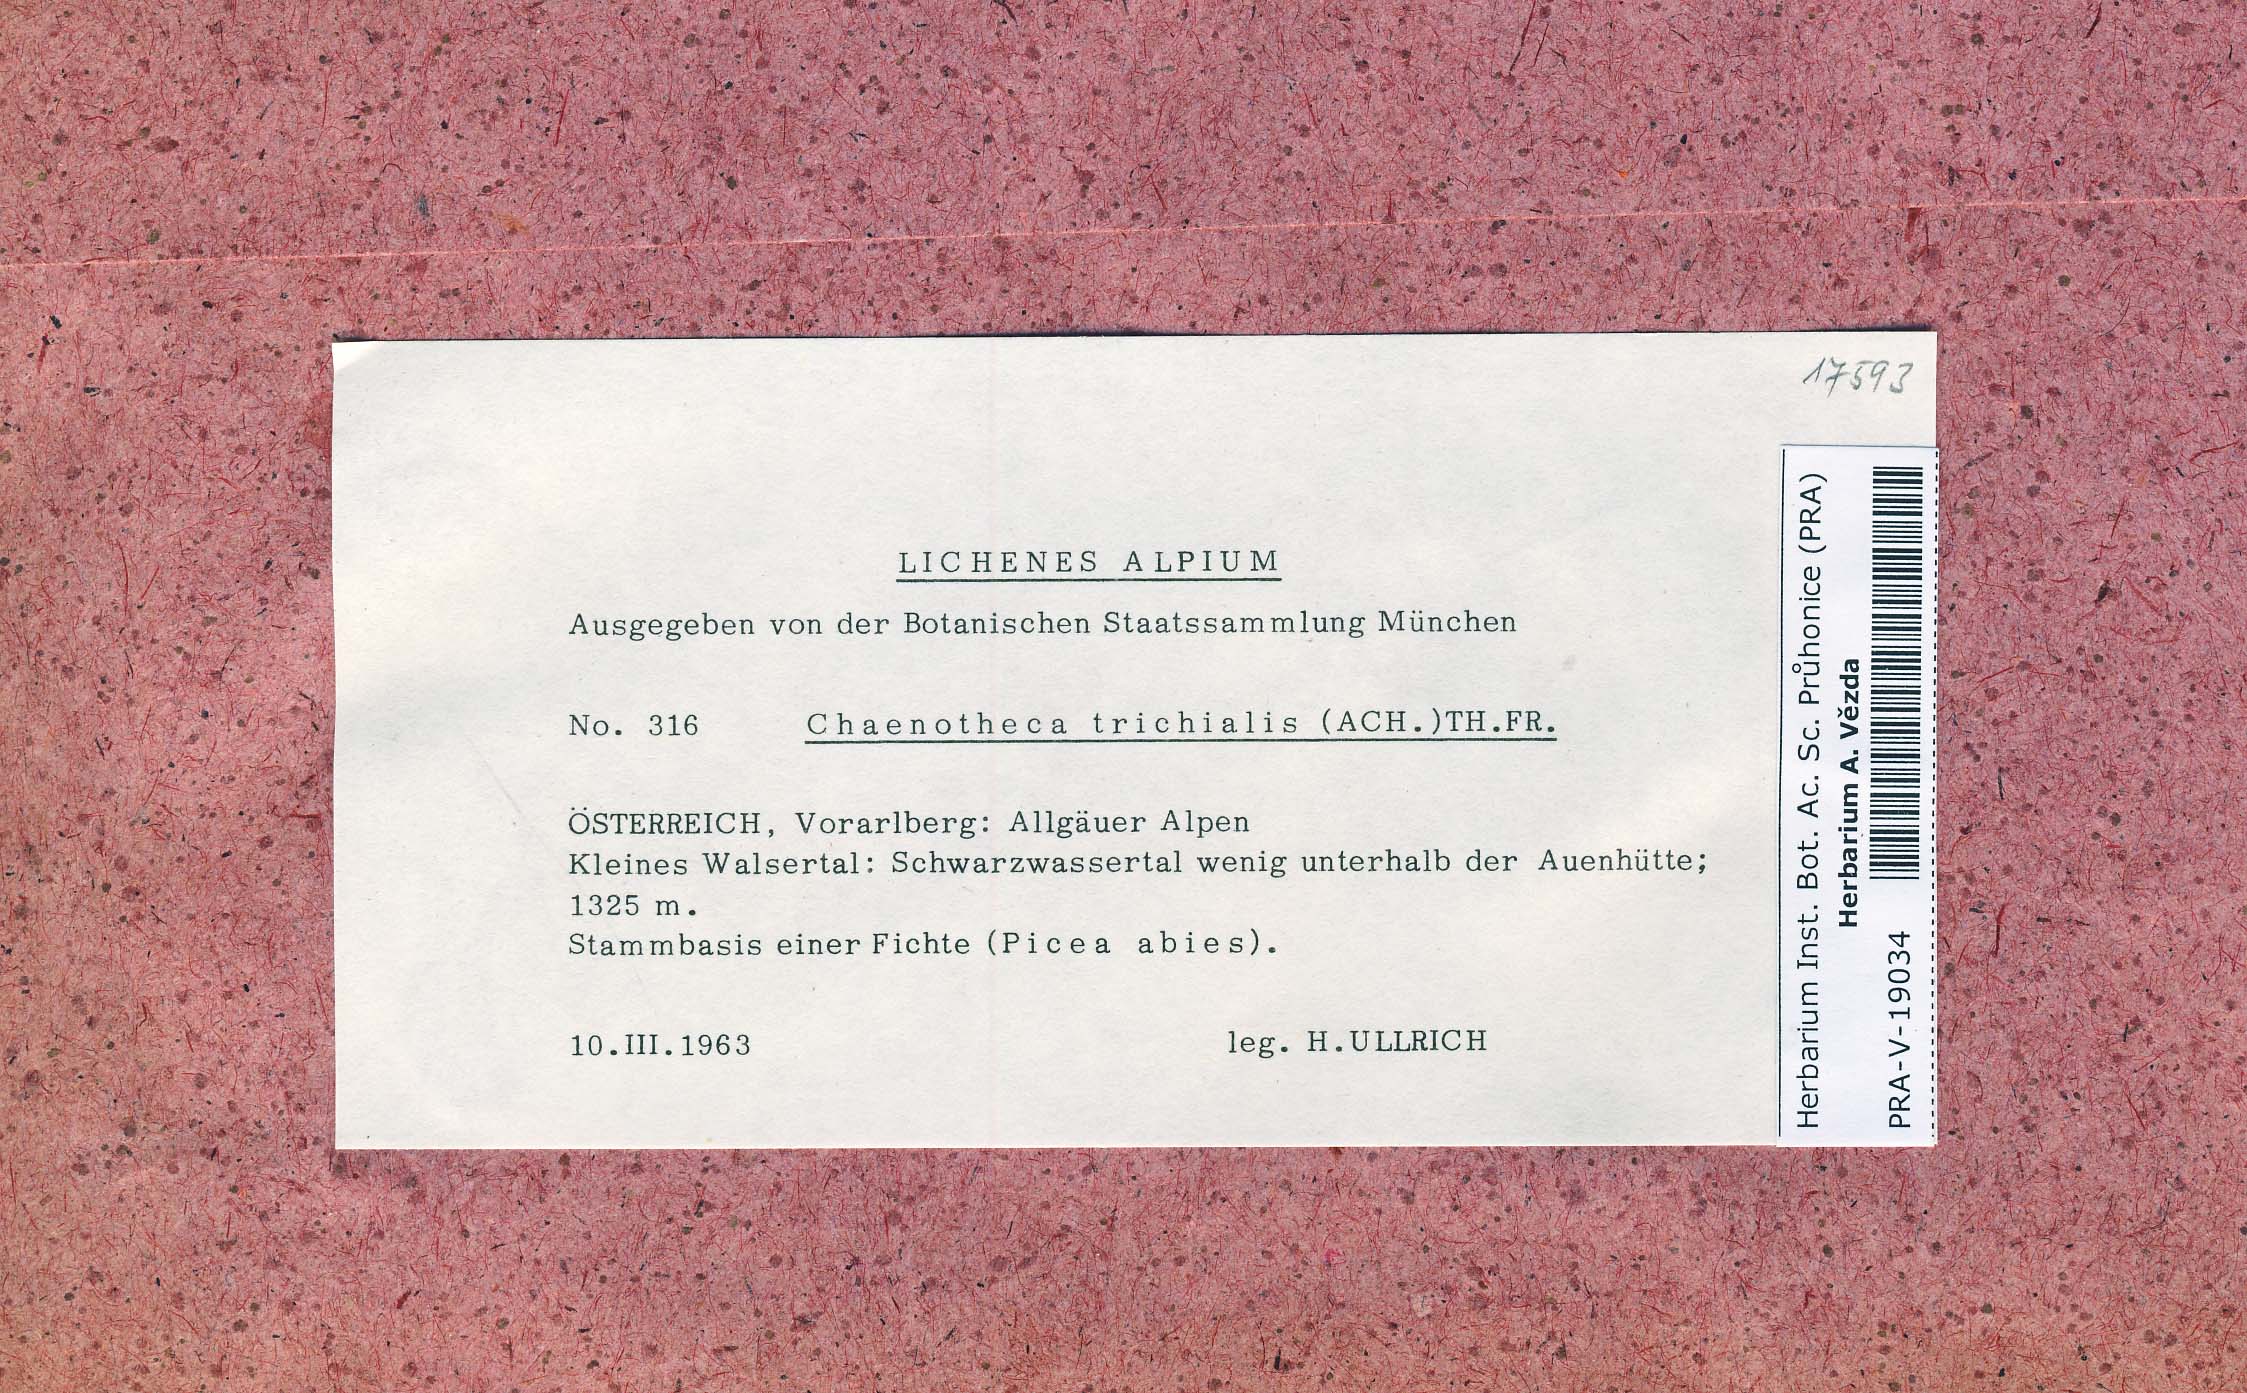 17593
LICHENES ALPIUM
Ausgegeben von der Botanischen Staatssammlung München
No. 316 Chaenotheca trichialis (ACH.)TH.FR.
ÖSTERREICH, Vorarlberg: Allgäuer Alpen
Kleines Walsertal: Schwarzwassertal wenig unterhalb der Auenhütte;
1325 m.
Stammbasis einer Fichte (Picea abies).
10.III.1963 leg. H.ULLRICH
Herbarium Inst. Bot. Ac. Sc. Průhonice (PRA)
Herbarium A. Vězda
PRA-V-19034